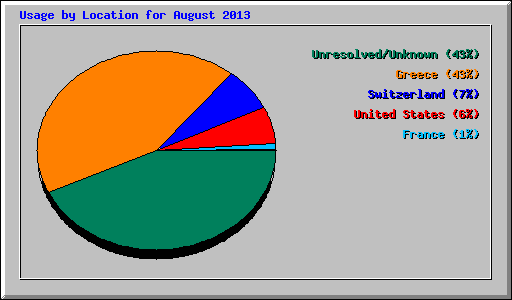 Usage by Location for August 2013
Unresolved/Unknown (43%)
Greece (43%)
Switzerland (7%)
United States (6%)
France (1%)